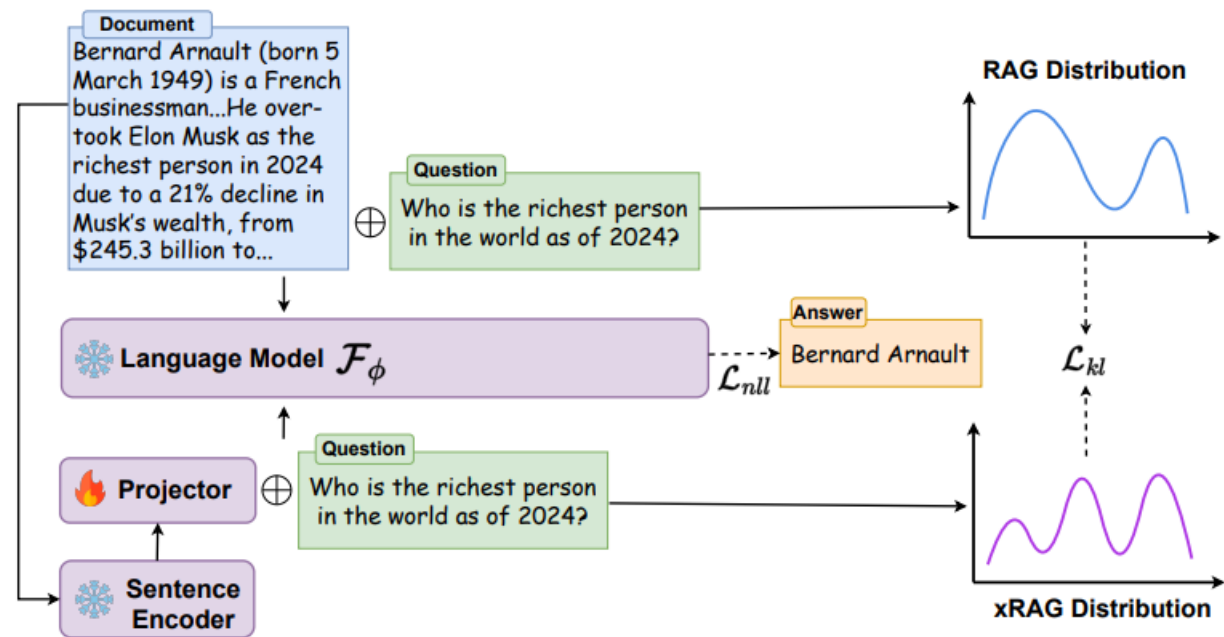 Document
Bernard Arnault (born 5
March 1949) is a French
businessman...He over-
took Elon Musk as the
richest person in 2024
due to a 21% decline in
Musk's wealth, from
$245.3 billion to...
⊕
Question
Who is the richest person
in the world as of 2024?
RAG Distribution
Language Model 𝓕ϕ
𝓛nll
Answer
Bernard Arnault
𝓛kl
Projector
⊕
Question
Who is the richest person
in the world as of 2024?
Sentence
Encoder
xRAG Distribution